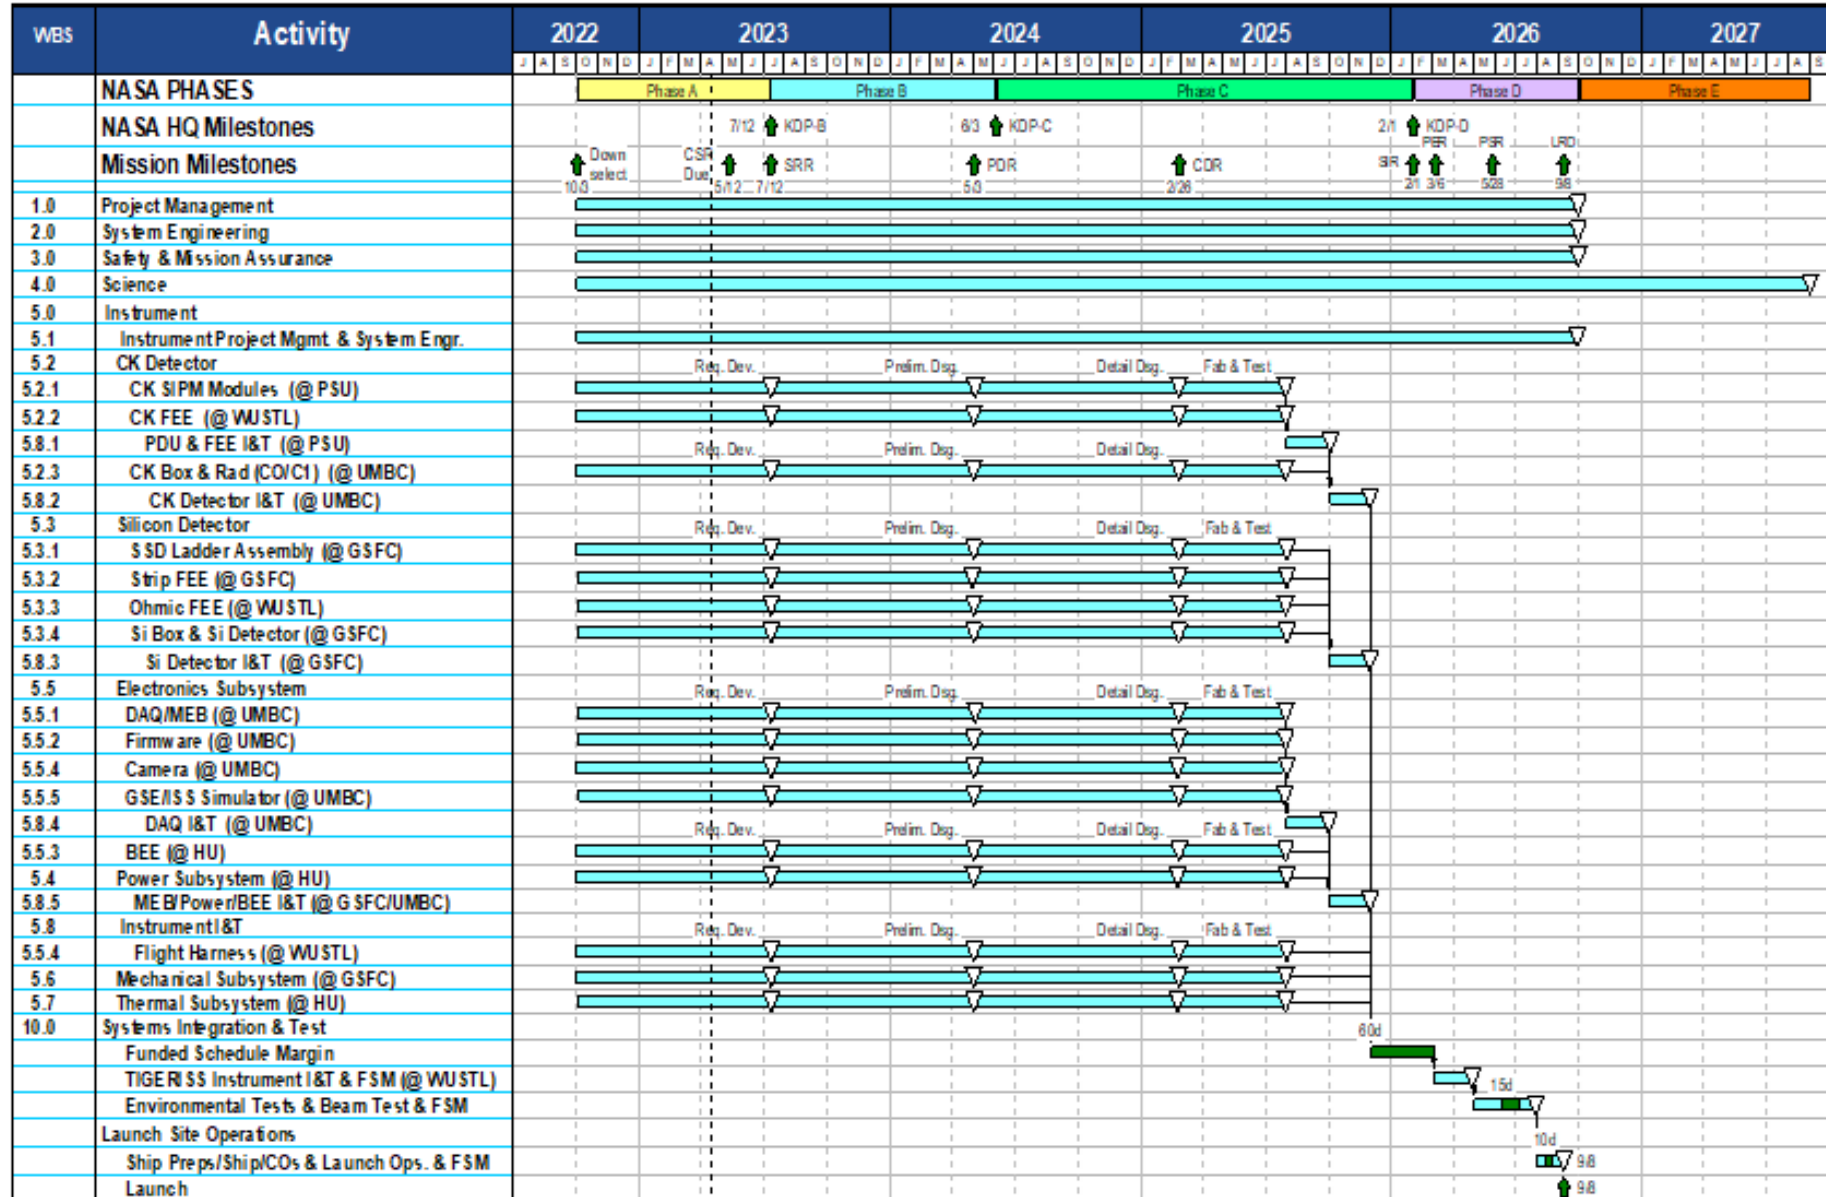 WBS Activity 2022 2023 2024 2025 2026 2027
J A S O N D J F M A M J J A S O N D J F M A M J J A S O N D J F M A M J J A S O N D J F M A M J J A S O N D J F M A M J J A S
NASA PHASES Phase A Phase B Phase C Phase D Phase E
NASA HQ Milestones 7/12 KDP-B 6/3 KDP-C 2/1 KDP-D
PER PSR LRD
Mission Milestones Down select CSR Due SRR PDR CDR SIR
10/3 5/12 7/12 5/3 2/26 2/1 3/6 5/28 9/8
1.0 Project Management
2.0 System Engineering
3.0 Safety & Mission Assurance
4.0 Science
5.0 Instrument
5.1 Instrument Project Mgmt. & System Engr.
5.2 CK Detector Req. Dev. Prelim. Dsg. Detail Dsg. Fab & Test
5.2.1 CK SIPM Modules (@ PSU)
5.2.2 CK FEE (@ WUSTL)
5.8.1 PDU & FEE I&T (@ PSU) Req. Dev. Prelim. Dsg. Detail Dsg.
5.2.3 CK Box & Rad (CO/C1) (@ UMBC)
5.8.2 CK Detector I&T (@ UMBC)
5.3 Silicon Detector Req. Dev. Prelim. Dsg. Detail Dsg. Fab & Test
5.3.1 SSD Ladder Assembly (@ GSFC)
5.3.2 Strip FEE (@ GSFC)
5.3.3 Ohmic FEE (@ WUSTL)
5.3.4 Si Box & Si Detector (@ GSFC)
5.8.3 Si Detector I&T (@ GSFC)
5.5 Electronics Subsystem Req. Dev. Prelim. Dsg. Detail Dsg. Fab & Test
5.5.1 DAQ/MEB (@ UMBC)
5.5.2 Firmware (@ UMBC)
5.5.4 Camera (@ UMBC)
5.5.5 GSE/ISS Simulator (@ UMBC)
5.8.4 DAQ I&T (@ UMBC) Req. Dev. Prelim. Dsg. Detail Dsg. Fab & Test
5.5.3 BEE (@ HU)
5.4 Power Subsystem (@ HU)
5.8.5 MEB/Power/BEE I&T (@ GSFC/UMBC)
5.8 Instrument I&T Req. Dev. Prelim. Dsg. Detail Dsg. Fab & Test
5.5.4 Flight Harness (@ WUSTL)
5.6 Mechanical Subsystem (@ GSFC)
5.7 Thermal Subsystem (@ HU)
10.0 Systems Integration & Test 60d
Funded Schedule Margin
TIGERISS Instrument I&T & FSM (@ WUSTL) 15d
Environmental Tests & Beam Test & FSM
Launch Site Operations 10d
Ship Preps/Ship/COs & Launch Ops. & FSM 9/8
Launch 9/8